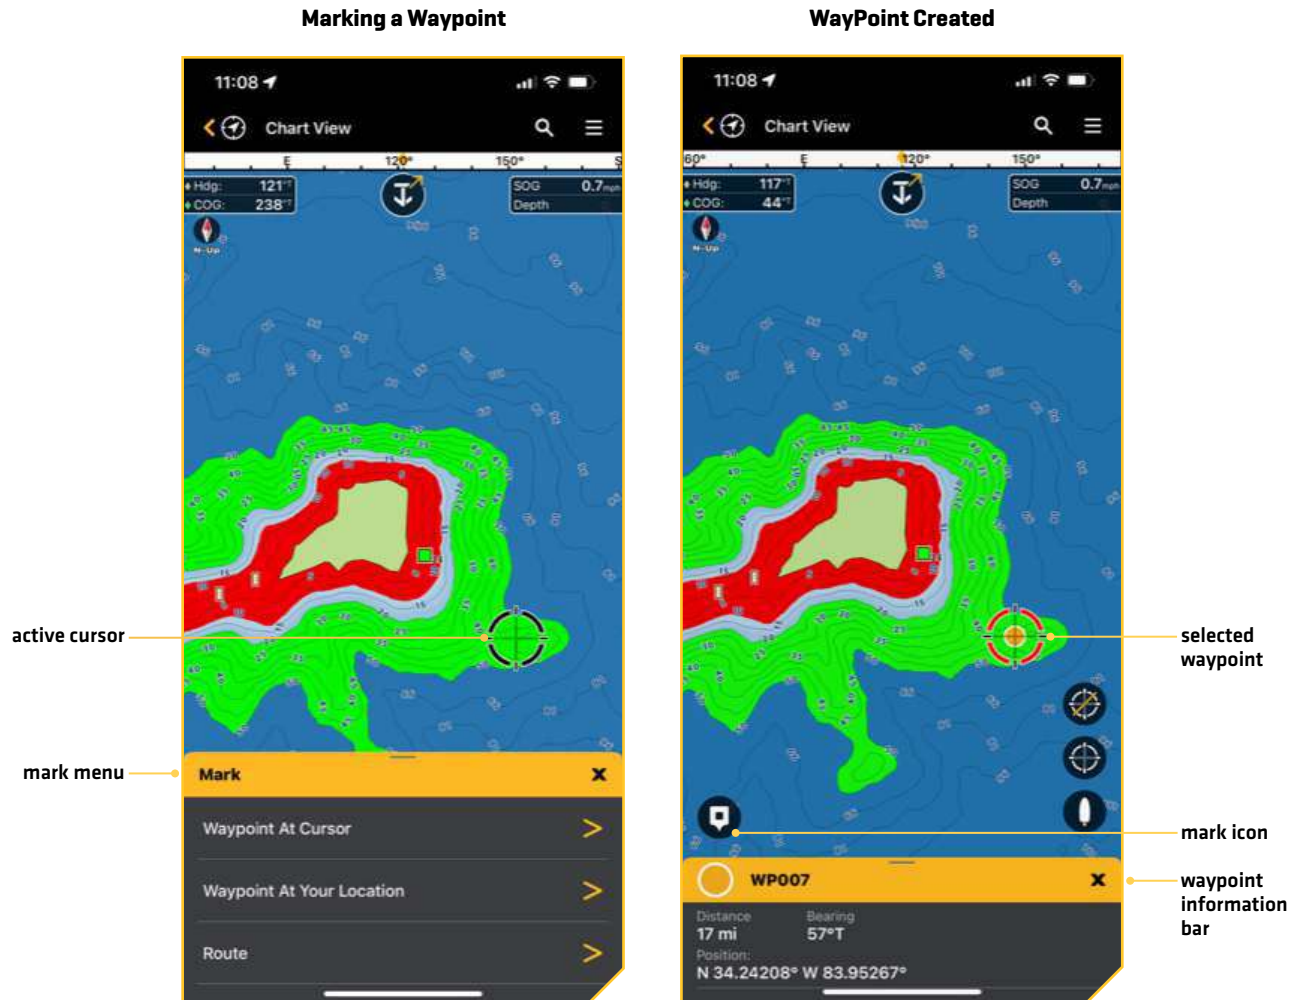 Marking a Waypoint
WayPoint Created
11:08
Chart View
E 120° 150° S
Hdg: 121°T
COG: 238°T
SOG 0.7mph
Depth
N-Up
active cursor
mark menu
Mark
X
Waypoint At Cursor
>
Waypoint At Your Location
>
Route
>
11:08
Chart View
60° E 120° 150°
Hdg: 117°T
COG: 44°T
SOG 0.7mph
Depth
N-Up
selected
waypoint
mark icon
waypoint
information
bar
WP007
X
Distance Bearing
17 mi 57°T
Position:
N 34.24208° W 83.95267°